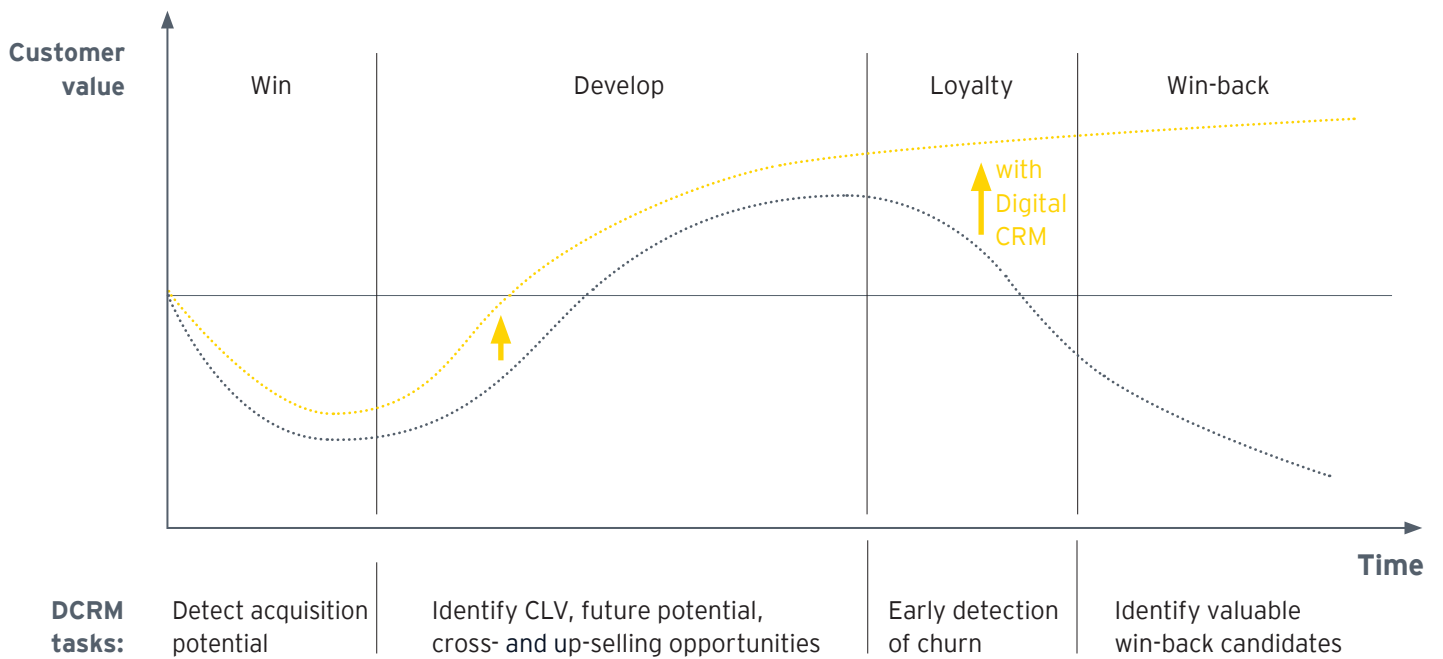 Customer
value
Win
Develop
Loyalty
Win-back
with
Digital
CRM
Time
DCRM
tasks:
Detect acquisition
potential
Identify CLV, future potential,
cross- and up-selling opportunities
Early detection
of churn
Identify valuable
win-back candidates